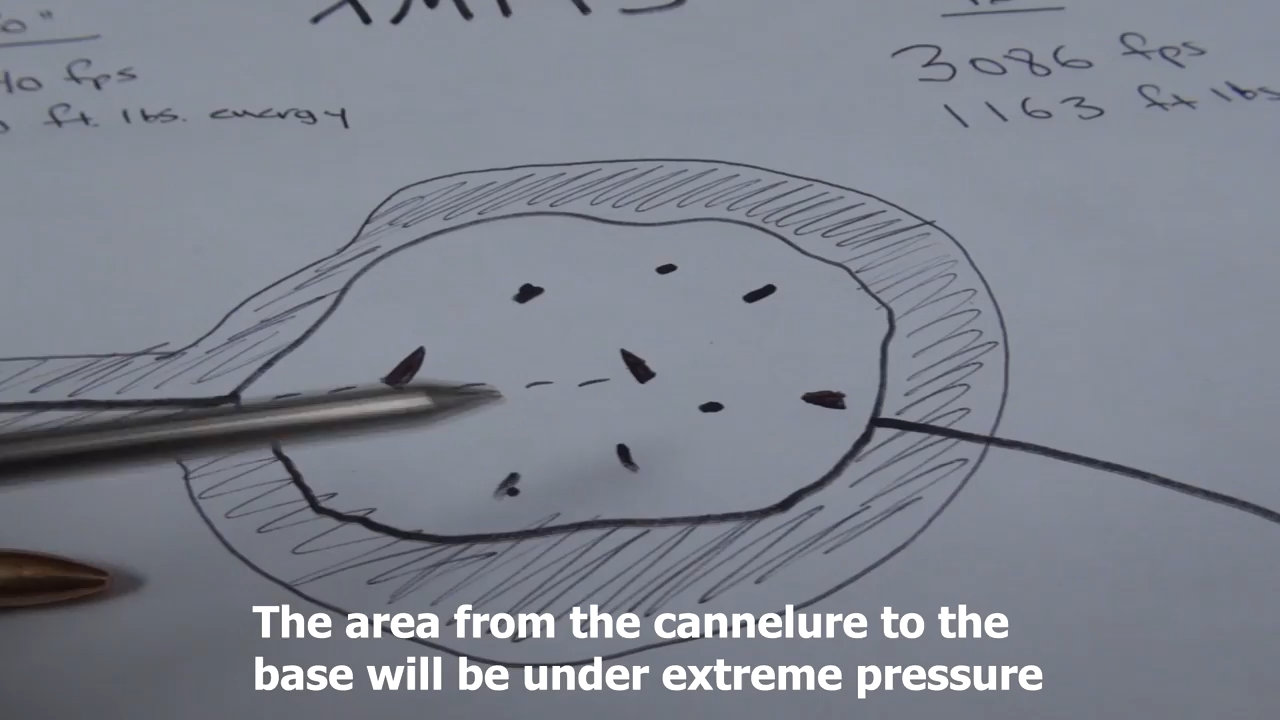 XM193
fps
ft. lbs. energy
3086 fps
1163 ft lbs
The area from the cannelure to the
base will be under extreme pressure